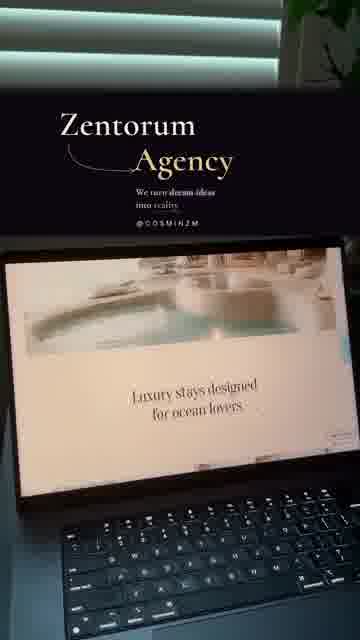 Zentorum
Agency
We turn dream ideas
into reality
@COSMINZM
Luxury stays designed
for ocean lovers